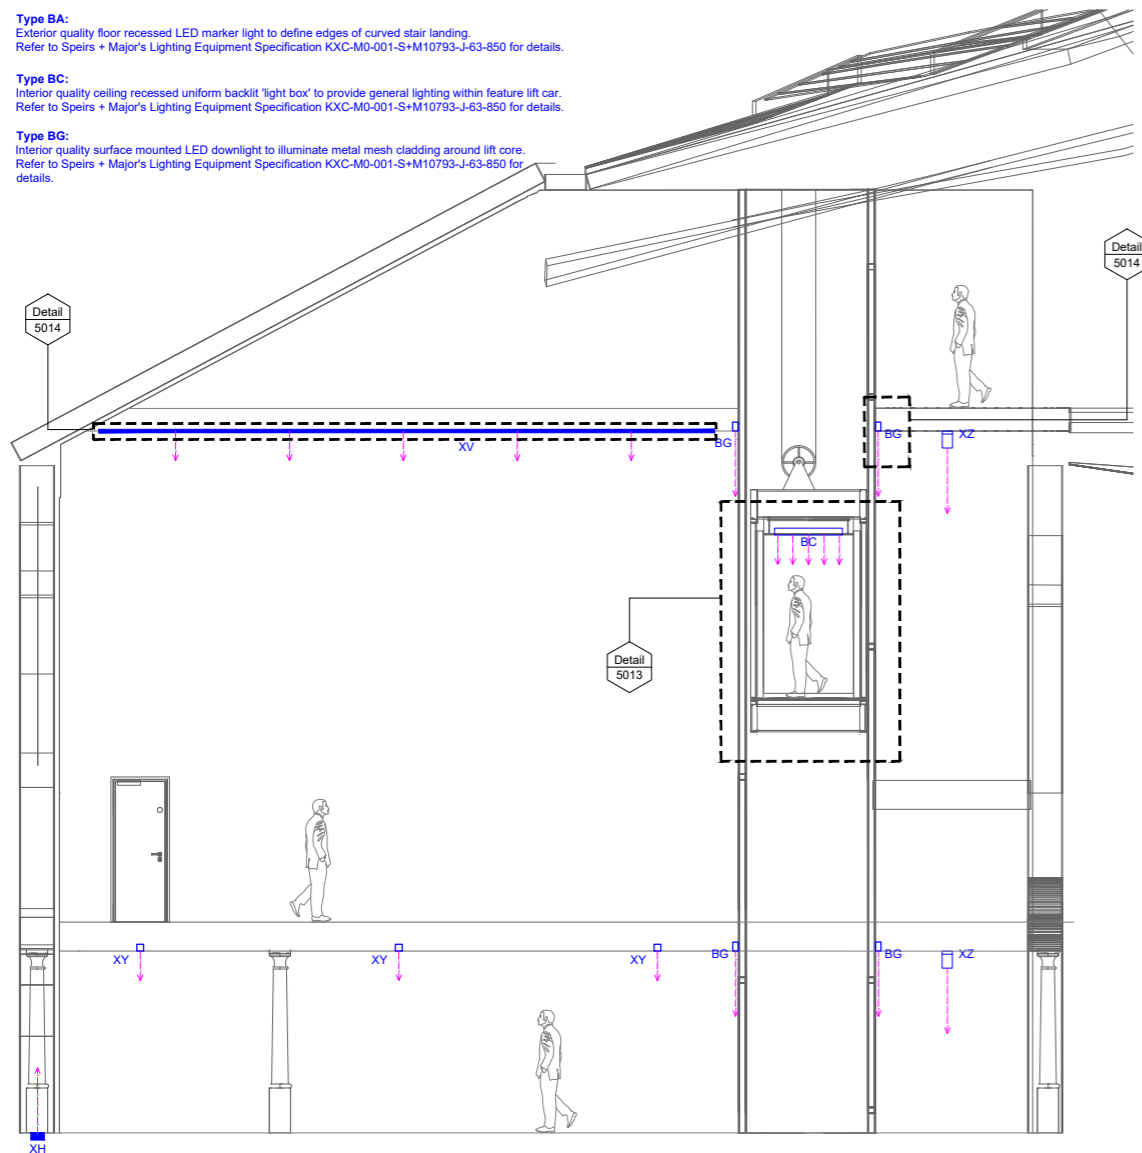 Type BA:
Exterior quality floor recessed LED marker light to define edges of curved stair landing.
Refer to Speirs + Major's Lighting Equipment Specification KXC-M0-001-S+M10793-J-63-850 for details.
Type BC:
Interior quality ceiling recessed uniform backlit 'light box' to provide general lighting within feature lift car.
Refer to Speirs + Major's Lighting Equipment Specification KXC-M0-001-S+M10793-J-63-850 for details.
Type BG:
Interior quality surface mounted LED downlight to illuminate metal mesh cladding around lift core.
Refer to Speirs + Major's Lighting Equipment Specification KXC-M0-001-S+M10793-J-63-850 for
details.
Detail
5014
Detail
5014
XV
BG
BG
XZ
BC
Detail
5013
XY
XY
XY
BG
BG
XZ
XH